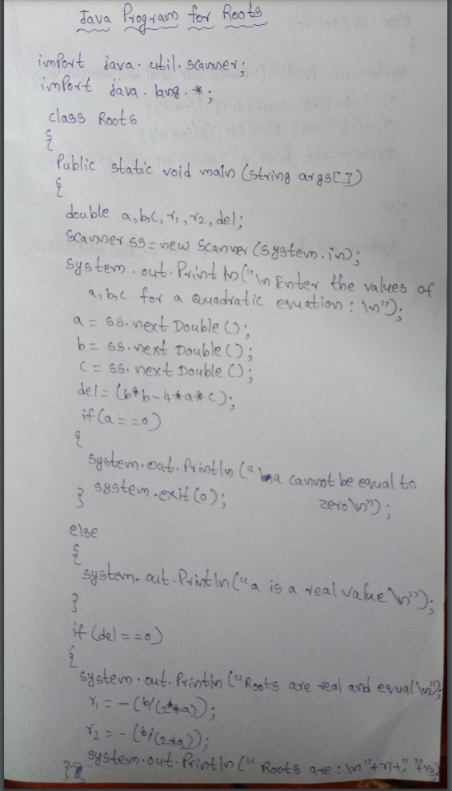 Java Program for Roots
import java.util.scanner;
import java.lang.*;
class Roots
{
Public static void main (string args[])
{
double a,b,c, r1, r2, del;
Scanner ss = new Scanner (system.in);
system.out.Println("\n Enter the values of
a,b,c for a quadratic equation: \n");
a = ss.next Double ();
b = ss.next Double ();
c = ss.next Double ();
del = (b*b-4*a*c);
if (a==0)
{
system.out.Println ("\n a cannot be equal to
zero\n");
system.exit(0);
}
else
{
system.out.Println ("a is a real value \n");
}
if (del==0)
{
system.out.Println ("Roots are real and equal \n");
r1 = -(b/(2*a));
r2 = -(b/(2*a));
system.out.Println (" Roots are: \n"+r1+","+r2
}